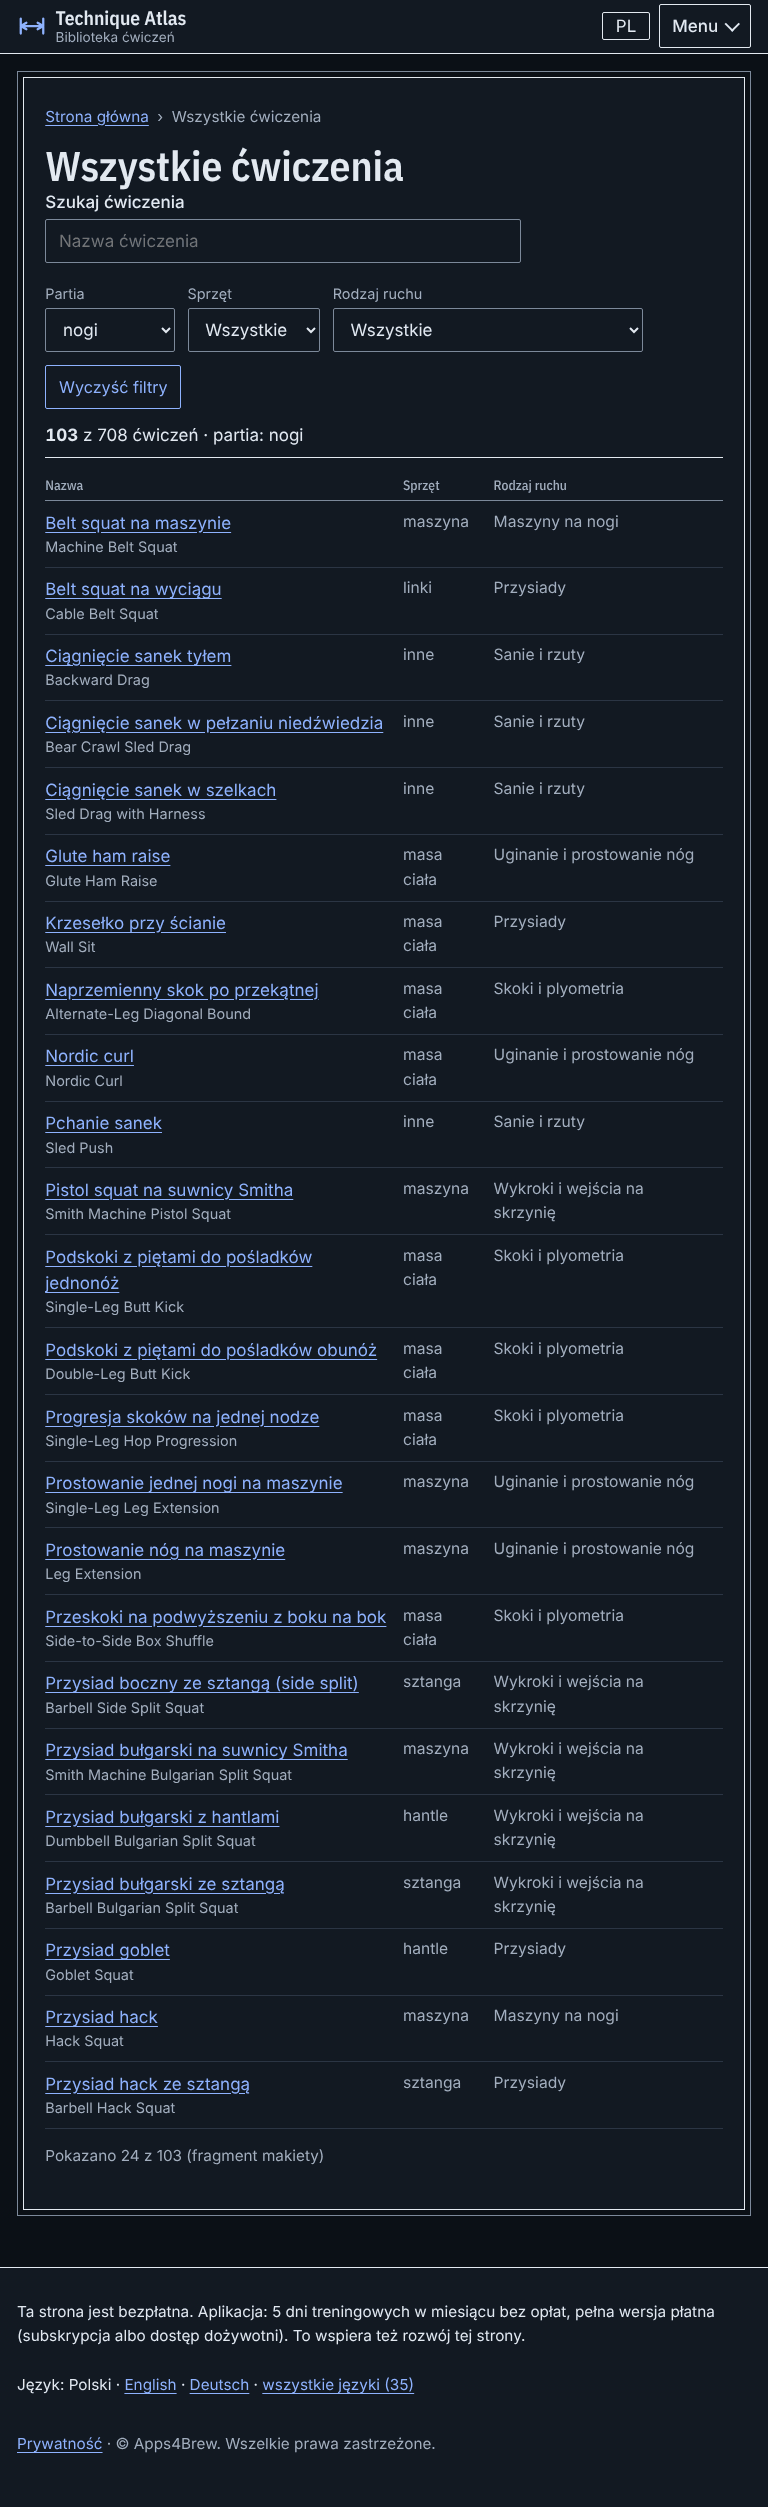 Technique Atlas
Biblioteka ćwiczeń
PL
Menu
Strona główna › Wszystkie ćwiczenia
Wszystkie ćwiczenia
Szukaj ćwiczenia
Nazwa ćwiczenia
Partia Sprzęt Rodzaj ruchu
nogi Wszystkie Wszystkie
Wyczyść filtry
103 z 708 ćwiczeń · partia: nogi
Nazwa Sprzęt Rodzaj ruchu
Belt squat na maszynie maszyna Maszyny na nogi
Machine Belt Squat
Belt squat na wyciągu linki Przysiady
Cable Belt Squat
Ciągnięcie sanek tyłem inne Sanie i rzuty
Backward Drag
Ciągnięcie sanek w pełzaniu niedźwiedzia inne Sanie i rzuty
Bear Crawl Sled Drag
Ciągnięcie sanek w szelkach inne Sanie i rzuty
Sled Drag with Harness
Glute ham raise masa Uginanie i prostowanie nóg
Glute Ham Raise ciała
Krzesełko przy ścianie masa Przysiady
Wall Sit ciała
Naprzemienny skok po przekątnej masa Skoki i plyometria
Alternate-Leg Diagonal Bound ciała
Nordic curl masa Uginanie i prostowanie nóg
Nordic Curl ciała
Pchanie sanek inne Sanie i rzuty
Sled Push
Pistol squat na suwnicy Smitha maszyna Wykroki i wejścia na
Smith Machine Pistol Squat skrzynię
Podskoki z piętami do pośladków masa Skoki i plyometria
jednonóż ciała
Single-Leg Butt Kick
Podskoki z piętami do pośladków obunóż masa Skoki i plyometria
Double-Leg Butt Kick ciała
Progresja skoków na jednej nodze masa Skoki i plyometria
Single-Leg Hop Progression ciała
Prostowanie jednej nogi na maszynie maszyna Uginanie i prostowanie nóg
Single-Leg Leg Extension
Prostowanie nóg na maszynie maszyna Uginanie i prostowanie nóg
Leg Extension
Przeskoki na podwyższeniu z boku na bok masa Skoki i plyometria
Side-to-Side Box Shuffle ciała
Przysiad boczny ze sztangą (side split) sztanga Wykroki i wejścia na
Barbell Side Split Squat skrzynię
Przysiad bułgarski na suwnicy Smitha maszyna Wykroki i wejścia na
Smith Machine Bulgarian Split Squat skrzynię
Przysiad bułgarski z hantlami hantle Wykroki i wejścia na
Dumbbell Bulgarian Split Squat skrzynię
Przysiad bułgarski ze sztangą sztanga Wykroki i wejścia na
Barbell Bulgarian Split Squat skrzynię
Przysiad goblet hantle Przysiady
Goblet Squat
Przysiad hack maszyna Maszyny na nogi
Hack Squat
Przysiad hack ze sztangą sztanga Przysiady
Barbell Hack Squat
Pokazano 24 z 103 (fragment makiety)
Ta strona jest bezpłatna. Aplikacja: 5 dni treningowych w miesiącu bez opłat, pełna wersja płatna
(subskrypcja albo dostęp dożywotni). To wspiera też rozwój tej strony.
Język: Polski · English · Deutsch · wszystkie języki (35)
Prywatność · © Apps4Brew. Wszelkie prawa zastrzeżone.